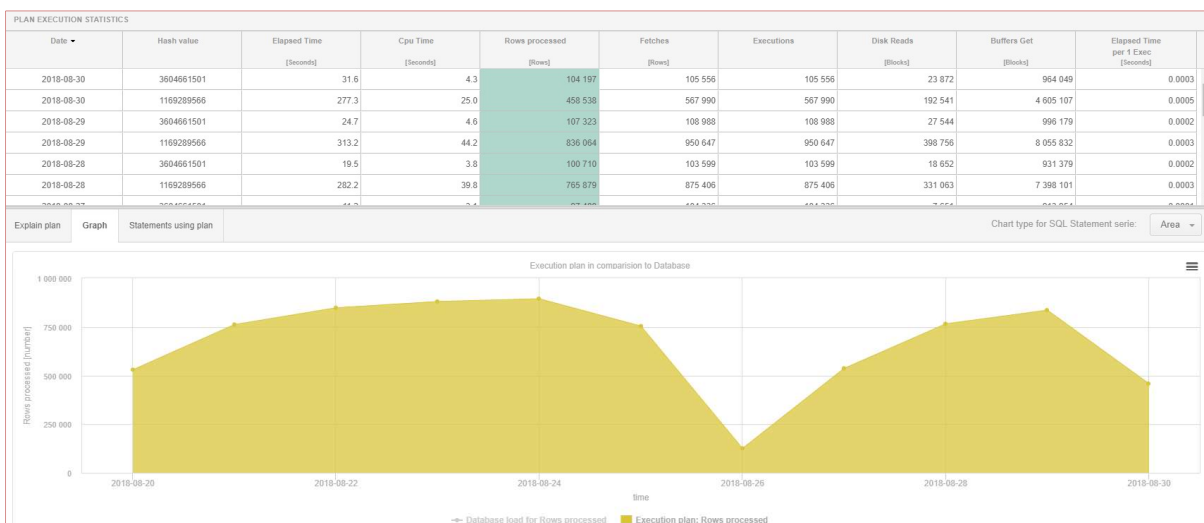 PLAN EXECUTION STATISTICS
Date Hash value Elapsed Time Cpu Time Rows processed Fetches Executions Disk Reads Buffers Get Elapsed Time per 1 Exec
[Seconds] [Seconds] [Rows] [Rows] [Blocks] [Blocks] [Seconds]
2018-08-30 3604661501 31.6 4.3 104 197 105 556 105 556 23 872 964 049 0.0003
2018-08-30 1169289566 277.3 25.0 458 538 567 990 567 990 192 541 4 605 107 0.0005
2018-08-29 3604661501 24.7 4.6 107 323 108 988 108 988 27 544 996 179 0.0002
2018-08-29 1169289566 313.2 44.2 836 064 950 647 950 647 398 756 8 055 832 0.0003
2018-08-28 3604661501 19.5 3.8 100 710 103 599 103 599 18 652 931 379 0.0002
2018-08-28 1169289566 282.2 39.8 765 879 875 406 875 406 331 063 7 398 101 0.0003
Explain plan Graph Statements using plan Chart type for SQL Statement serie: Area
Execution plan in comparision to Database
Rows processed [number]
1 000 000
750 000
500 000
250 000
0
2018-08-20 2018-08-22 2018-08-24 2018-08-26 2018-08-28 2018-08-30
time
Database load for Rows processed Execution plan: Rows processed